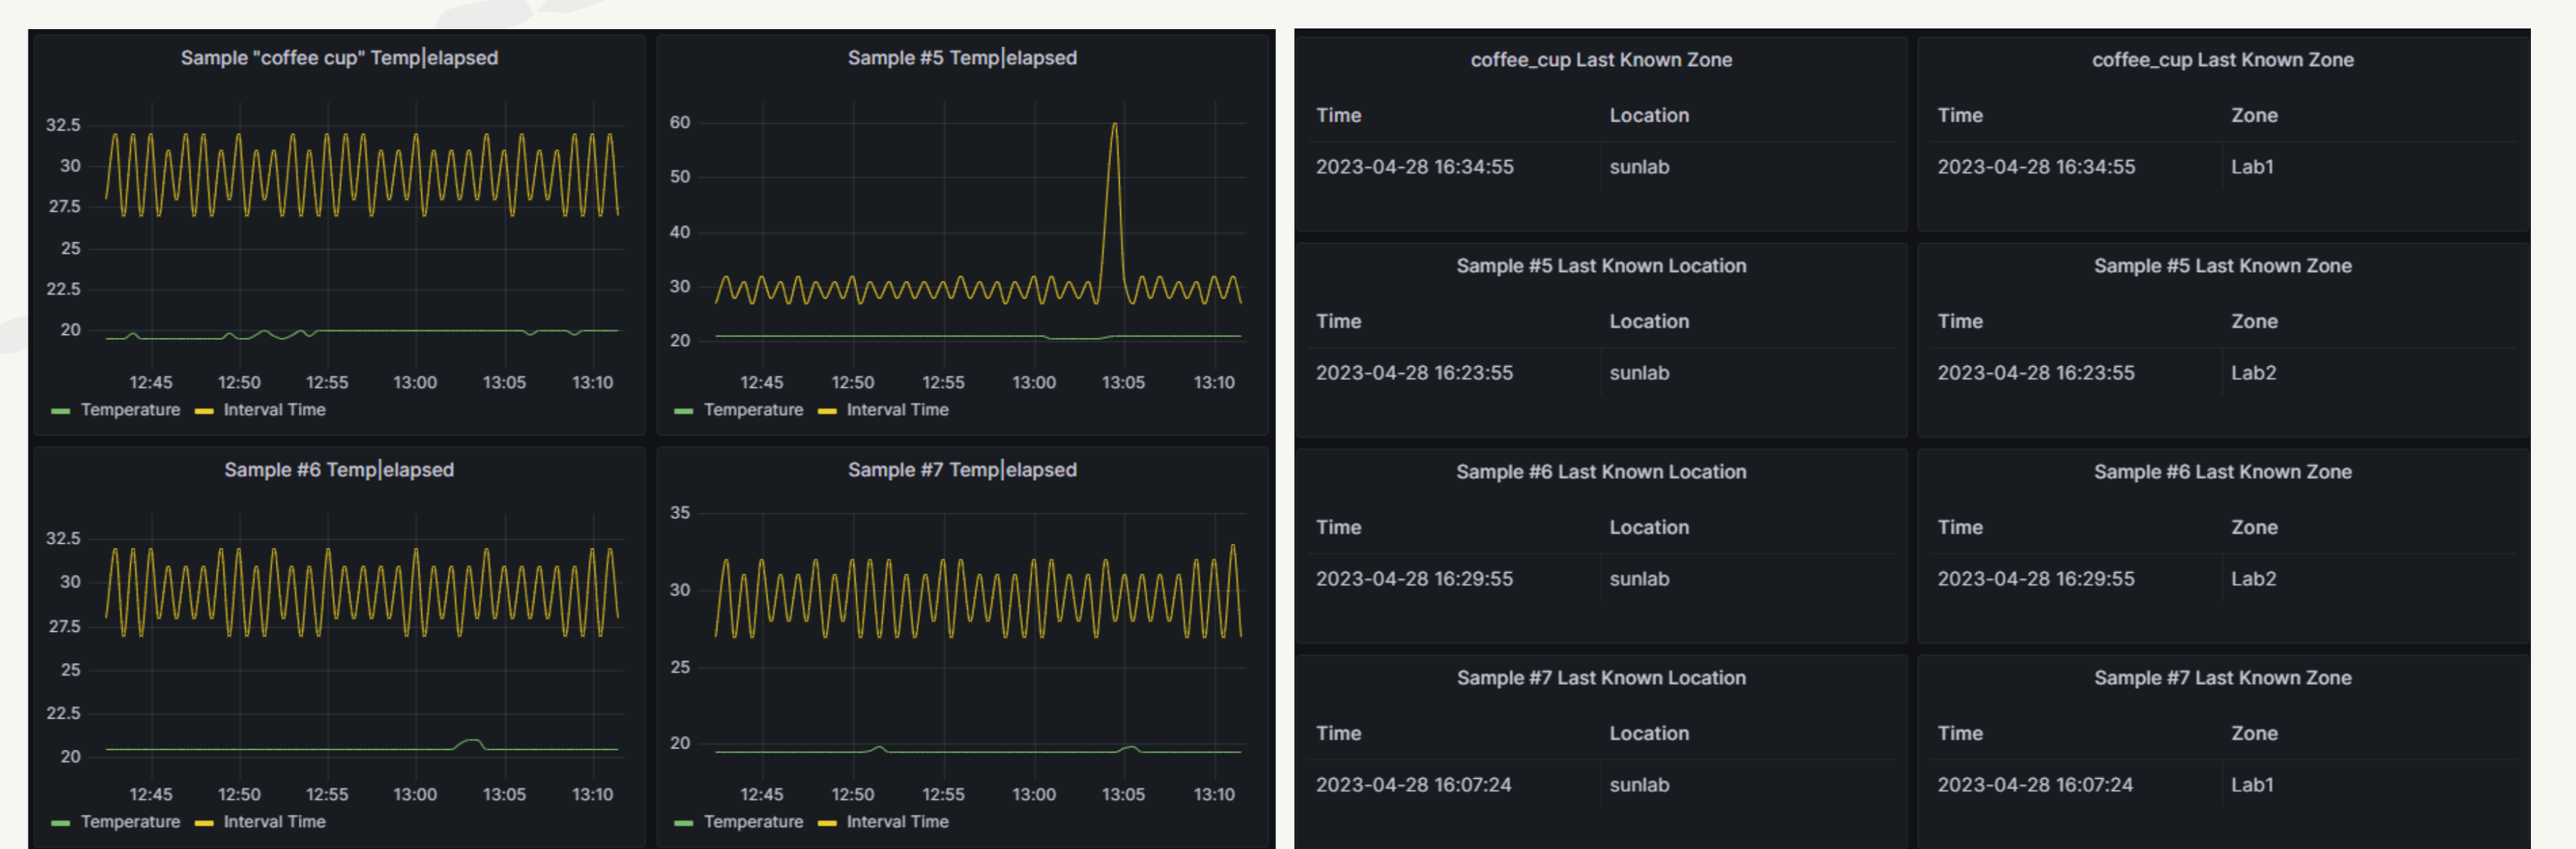 Sample "coffee cup" Temp|elapsed
32.5
30
27.5
25
22.5
20
12:45 12:50 12:55 13:00 13:05 13:10
Temperature Interval Time
Sample #5 Temp|elapsed
60
50
40
30
20
12:45 12:50 12:55 13:00 13:05 13:10
Temperature Interval Time
Sample #6 Temp|elapsed
32.5
30
27.5
25
22.5
20
12:45 12:50 12:55 13:00 13:05 13:10
Temperature Interval Time
Sample #7 Temp|elapsed
35
30
25
20
12:45 12:50 12:55 13:00 13:05 13:10
Temperature Interval Time
coffee_cup Last Known Zone
Time Location
2023-04-28 16:34:55 sunlab
coffee_cup Last Known Zone
Time Zone
2023-04-28 16:34:55 Lab1
Sample #5 Last Known Location
Time Location
2023-04-28 16:23:55 sunlab
Sample #5 Last Known Zone
Time Zone
2023-04-28 16:23:55 Lab2
Sample #6 Last Known Location
Time Location
2023-04-28 16:29:55 sunlab
Sample #6 Last Known Zone
Time Zone
2023-04-28 16:29:55 Lab2
Sample #7 Last Known Location
Time Location
2023-04-28 16:07:24 sunlab
Sample #7 Last Known Zone
Time Zone
2023-04-28 16:07:24 Lab1